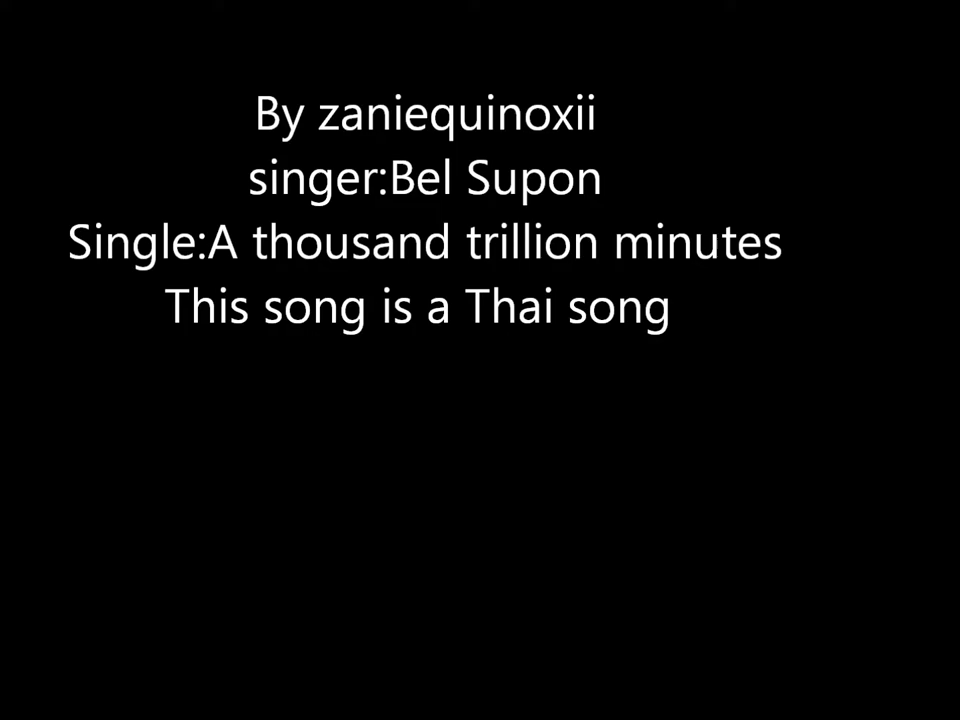 By zaniequinoxii
singer:Bel Supon
Single:A thousand trillion minutes
This song is a Thai song